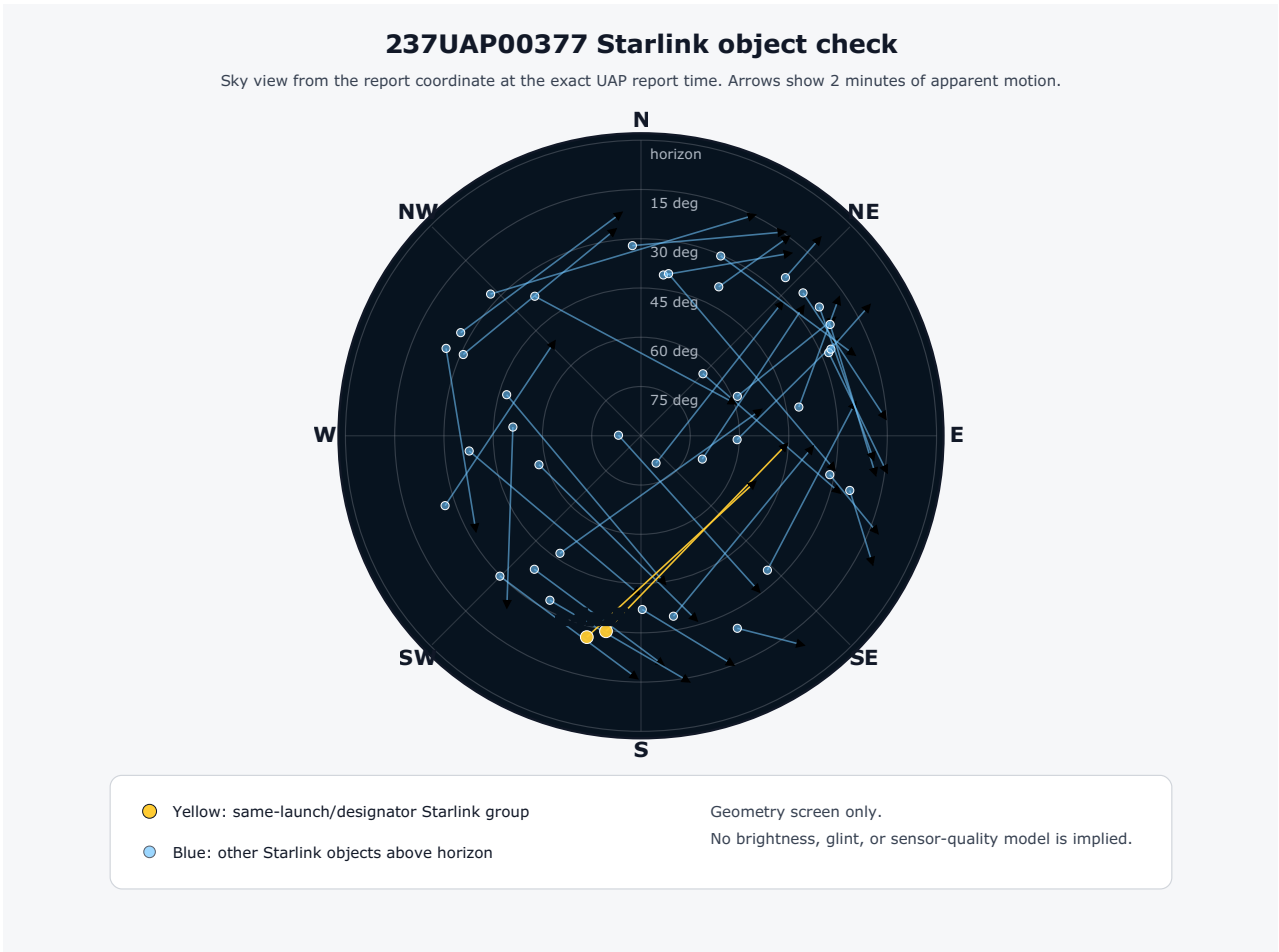 237UAP00377 Starlink object check
Sky view from the report coordinate at the exact UAP report time. Arrows show 2 minutes of apparent motion.
N
horizon
15 deg
NW
NE
30 deg
45 deg
60 deg
75 deg
W
E
SW
SE
S
Yellow: same-launch/designator Starlink group
Geometry screen only.
No brightness, glint, or sensor-quality model is implied.
Blue: other Starlink objects above horizon